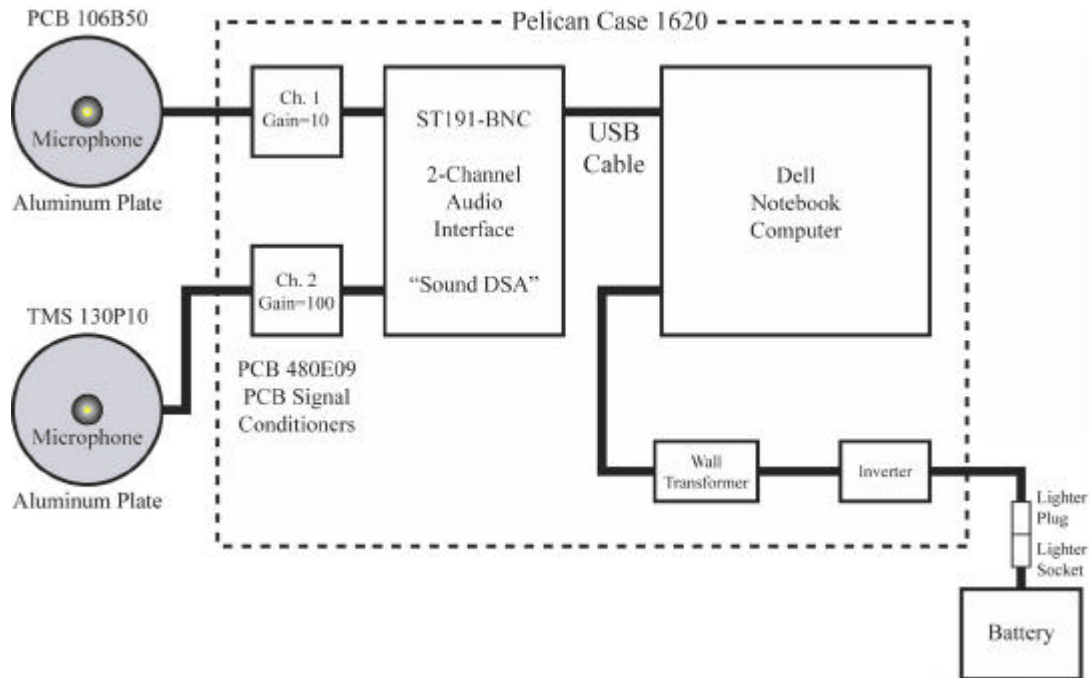 PCB 106B50
Microphone
Aluminum Plate
TMS 130P10
Microphone
Aluminum Plate
Pelican Case 1620
Ch. 1
Gain=10
Ch. 2
Gain=100
PCB 480E09
PCB Signal
Conditioners
ST191-BNC
2-Channel
Audio
Interface
“Sound DSA”
USB
Cable
Dell
Notebook
Computer
Wall
Transformer
Inverter
Lighter
Plug
Lighter
Socket
Battery